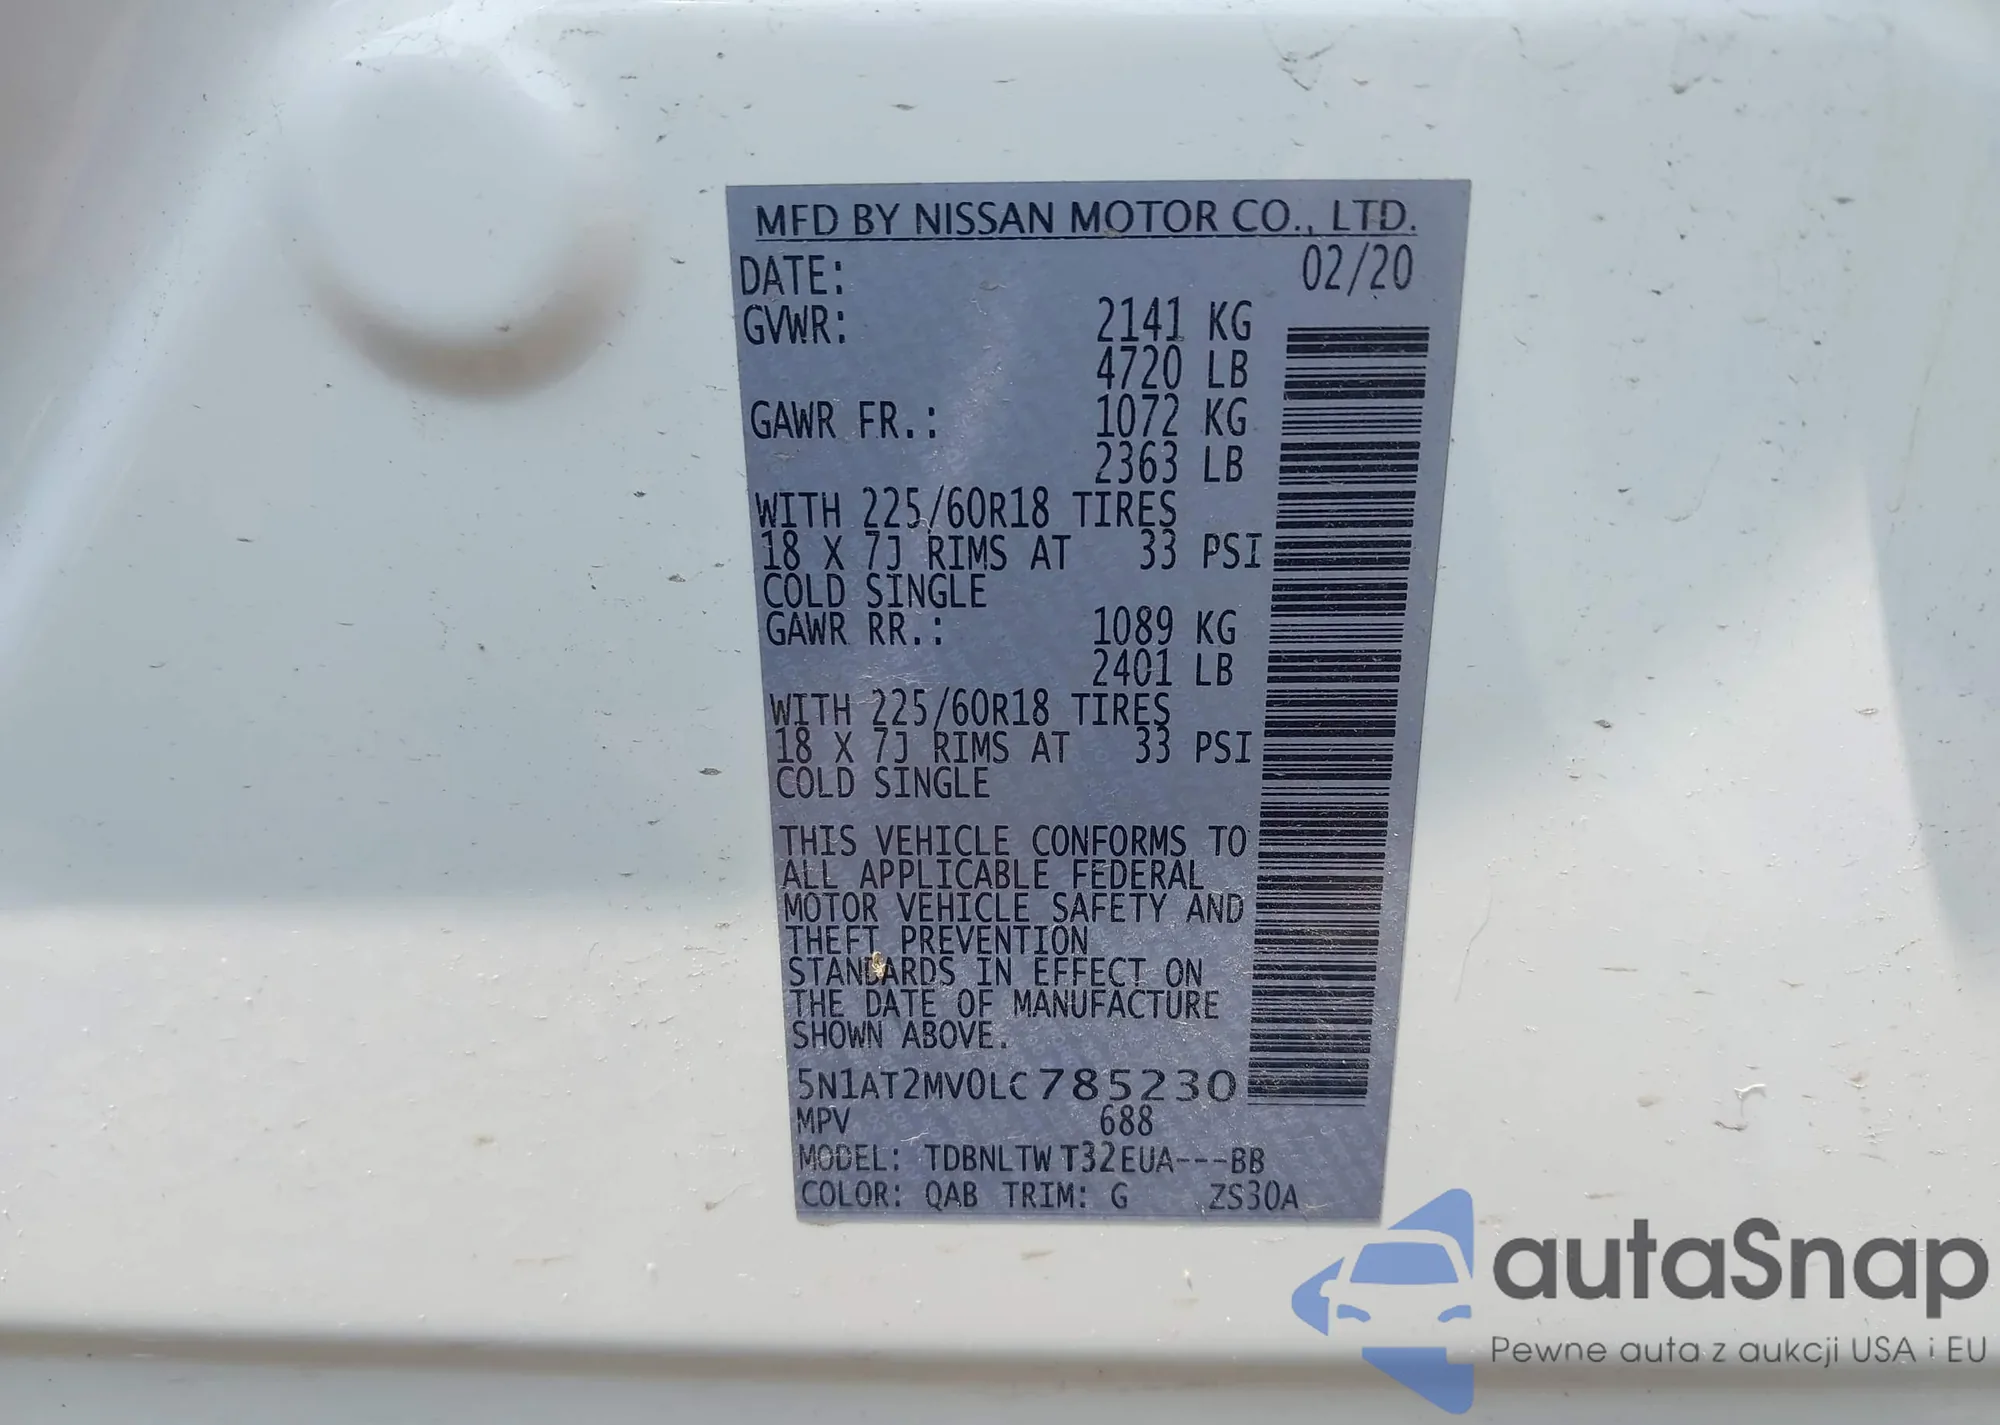 MFD BY NISSAN MOTOR CO., LTD.
DATE: 02/20
GVWR: 2141 KG
4720 LB
GAWR FR.: 1072 KG
2363 LB
WITH 225/60R18 TIRES
18 X 7J RIMS AT 33 PSI
COLD SINGLE
GAWR RR.: 1089 KG
2401 LB
WITH 225/60R18 TIRES
18 X 7J RIMS AT 33 PSI
COLD SINGLE
THIS VEHICLE CONFORMS TO
ALL APPLICABLE FEDERAL
MOTOR VEHICLE SAFETY AND
THEFT PREVENTION
STANDARDS IN EFFECT ON
THE DATE OF MANUFACTURE
SHOWN ABOVE.
5N1AT2MV0LC785230
MPV 688
MODEL: TDBNLTW T32EUA---BB
COLOR: QAB TRIM: G ZS30A
autaSnap
Pewne auta z aukcji USA i EU